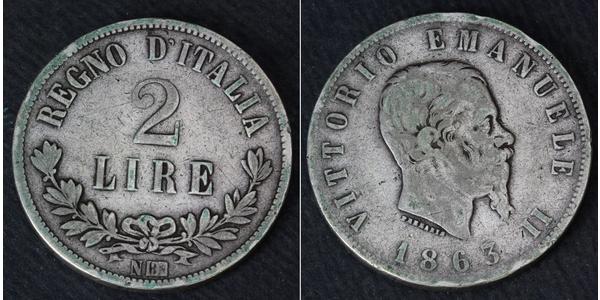 REGNO D'ITALIA
2
LIRE
VITTORIO EMANUELE II
1863